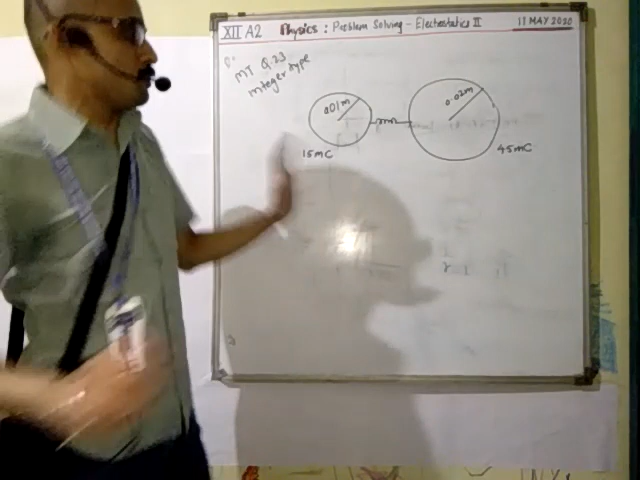 XII A2 Physics: Problem Solving - Electrostatics II 11 MAY 2020
MT Q.23
Integer type
0.01m
0.02m
15mC
45mC